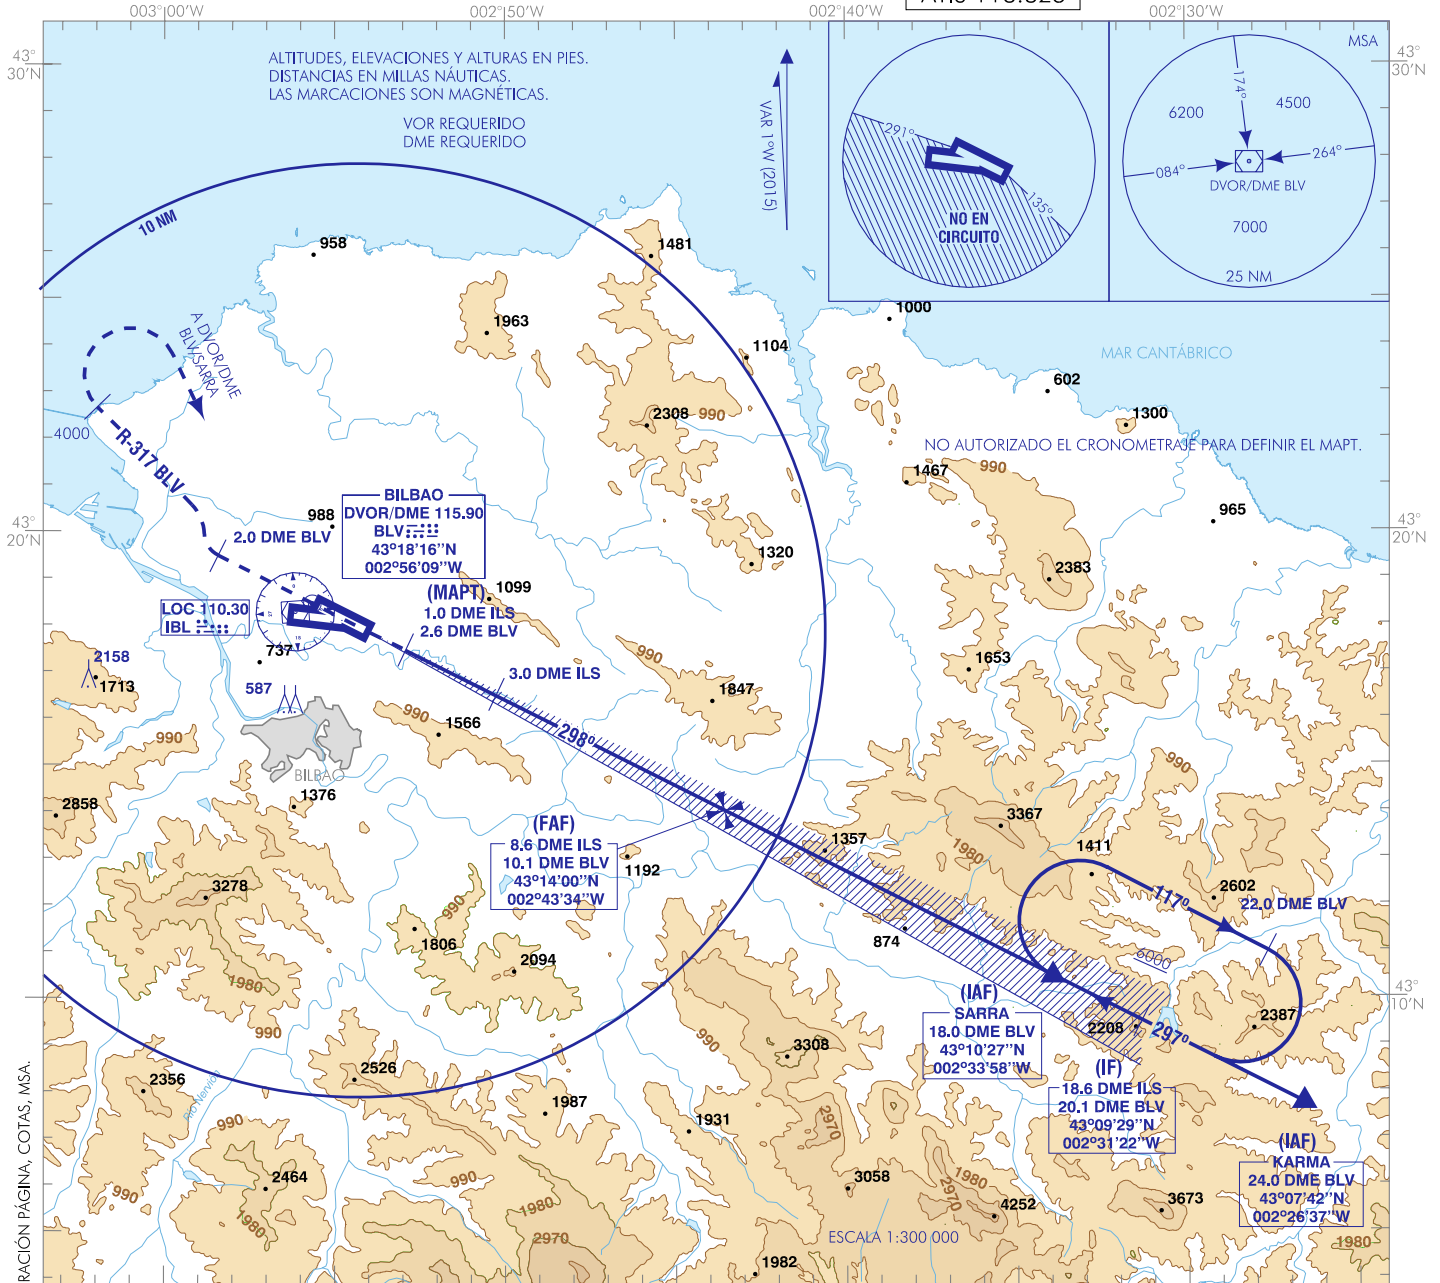 003°00'W
002°50'W
002°40'W
002°30'W
43°
30'N
43°
30'N
ALTITUDES, ELEVACIONES Y ALTURAS EN PIES.
DISTANCIAS EN MILLAS NÁUTICAS.
LAS MARCACIONES SON MAGNÉTICAS.
VOR REQUERIDO
DME REQUERIDO
VAR 1°W (2015)
291°
135°
NO EN
CIRCUITO
MSA
174°
6200
4500
084°
264°
DVOR/DME BLV
7000
25 NM
10 NM
958
1481
1963
1104
1000
MAR CANTÁBRICO
602
1300
A DVOR/DME
BLV/SARRA
4000
R-317 BLV
2308
990
NO AUTORIZADO EL CRONOMETRAJE PARA DEFINIR EL MAPT.
1467
990
965
43°
20'N
43°
20'N
988
2.0 DME BLV
BILBAO
DVOR/DME 115.90
BLV
43°18'16''N
002°56'09''W
1320
2383
(MAPT)
1.0 DME ILS
2.6 DME BLV
1099
LOC 110.30
IBL
737
2158
1713
587
3.0 DME ILS
990
1653
1847
990
1566
298°
990
BILBAO
1376
2858
990
3367
1980
1411
(FAF)
8.6 DME ILS
10.1 DME BLV
43°14'00''N
002°43'34''W
1357
1192
3278
990
1806
2094
1980
990
117°
2602
22.0 DME BLV
874
6000
43°
10'N
(IAF)
SARRA
18.0 DME BLV
43°10'27''N
002°33'58''W
2208
297°
2387
990
3308
2526
2356
Río Nervión
990
1987
1931
2970
(IF)
18.6 DME ILS
20.1 DME BLV
43°09'29''N
002°31'22''W
(IAF)
KARMA
24.0 DME BLV
43°07'42''N
002°26'37''W
990
2464
1980
990
1980
2970
3058
1980
2970
4252
3673
ESCALA 1:300 000
1982
1980
RACIÓN PÁGINA, COTAS, MSA.